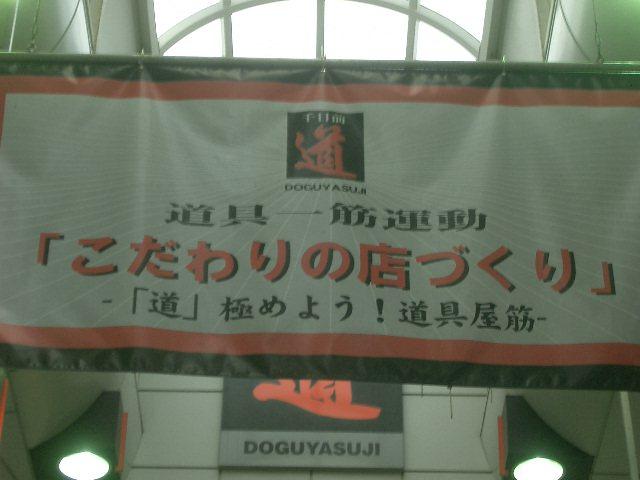 千日前
道
DOGUYASUJI
道具一筋運動
「こだわりの店づくり」
-「道」極めよう！道具屋筋-
道
DOGUYASUJI